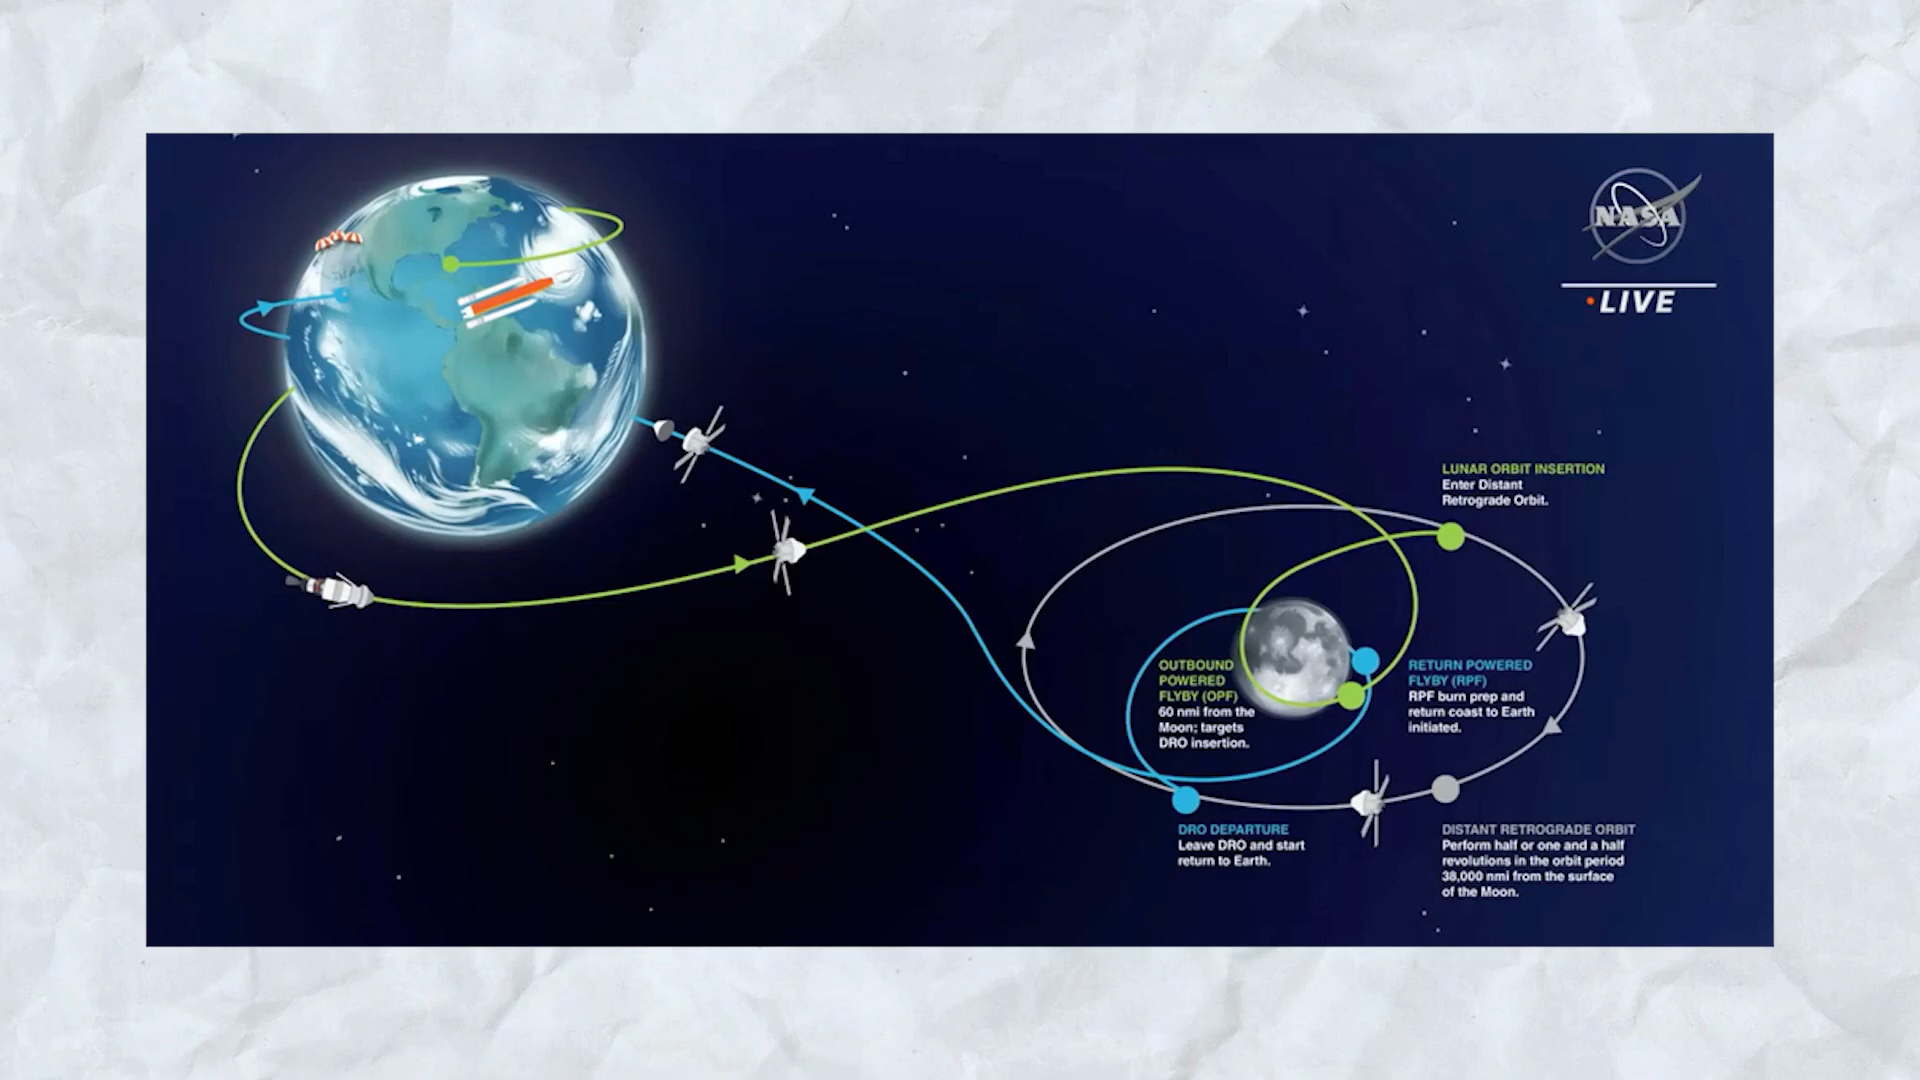 NASA
LIVE
LUNAR ORBIT INSERTION
Enter Distant
Retrograde Orbit.
OUTBOUND
POWERED
FLYBY (OPF)
60 nmi from the
Moon; targets
DRO insertion.
RETURN POWERED
FLYBY (RPF)
RPF burn prep and
return coast to Earth
initiated.
DRO DEPARTURE
Leave DRO and start
return to Earth.
DISTANT RETROGRADE ORBIT
Perform half or one and a half
revolutions in the orbit period
38,000 nmi from the surface
of the Moon.